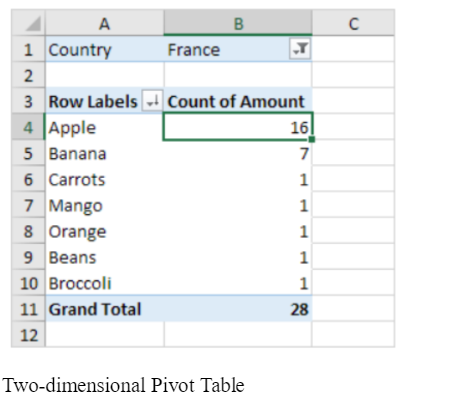 A B C
1 Country France
2
3 Row Labels Count of Amount
4 Apple 16
5 Banana 7
6 Carrots 1
7 Mango 1
8 Orange 1
9 Beans 1
10 Broccoli 1
11 Grand Total 28
12
Two-dimensional Pivot Table